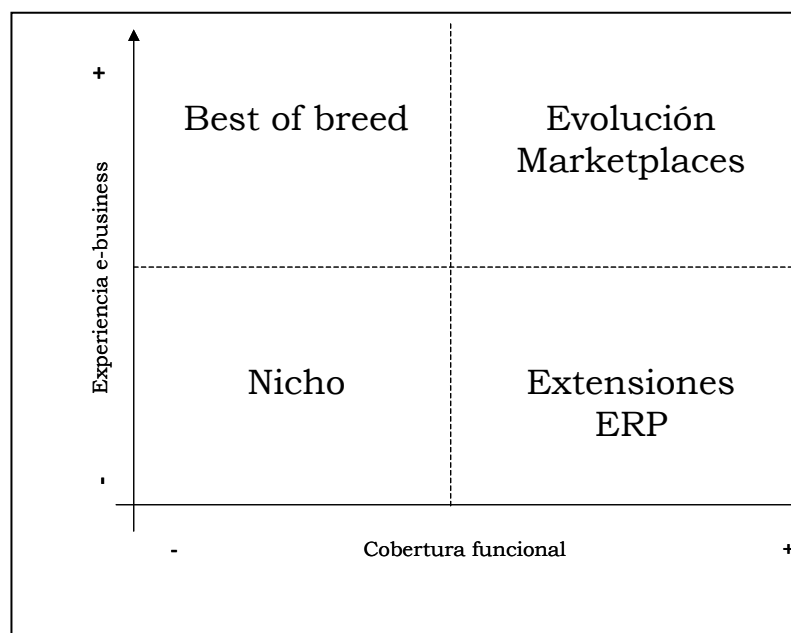 +
Best of breed
Evolución
Marketplaces
Experiencia e-business
Nicho
Extensiones
ERP
-
-
Cobertura funcional
+